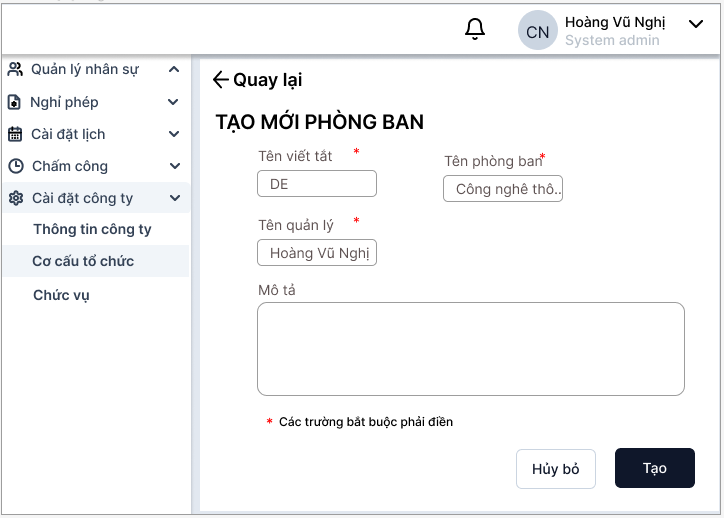 CN
Hoàng Vũ Nghị
System admin
Quản lý nhân sự
Nghỉ phép
Cài đặt lịch
Chấm công
Cài đặt công ty
Thông tin công ty
Cơ cấu tổ chức
Chức vụ
Quay lại
TẠO MỚI PHÒNG BAN
Tên viết tắt *
DE
Tên phòng ban*
Công nghê thô..
Tên quản lý *
Hoàng Vũ Nghị
Mô tả
* Các trường bắt buộc phải điền
Hủy bỏ
Tạo